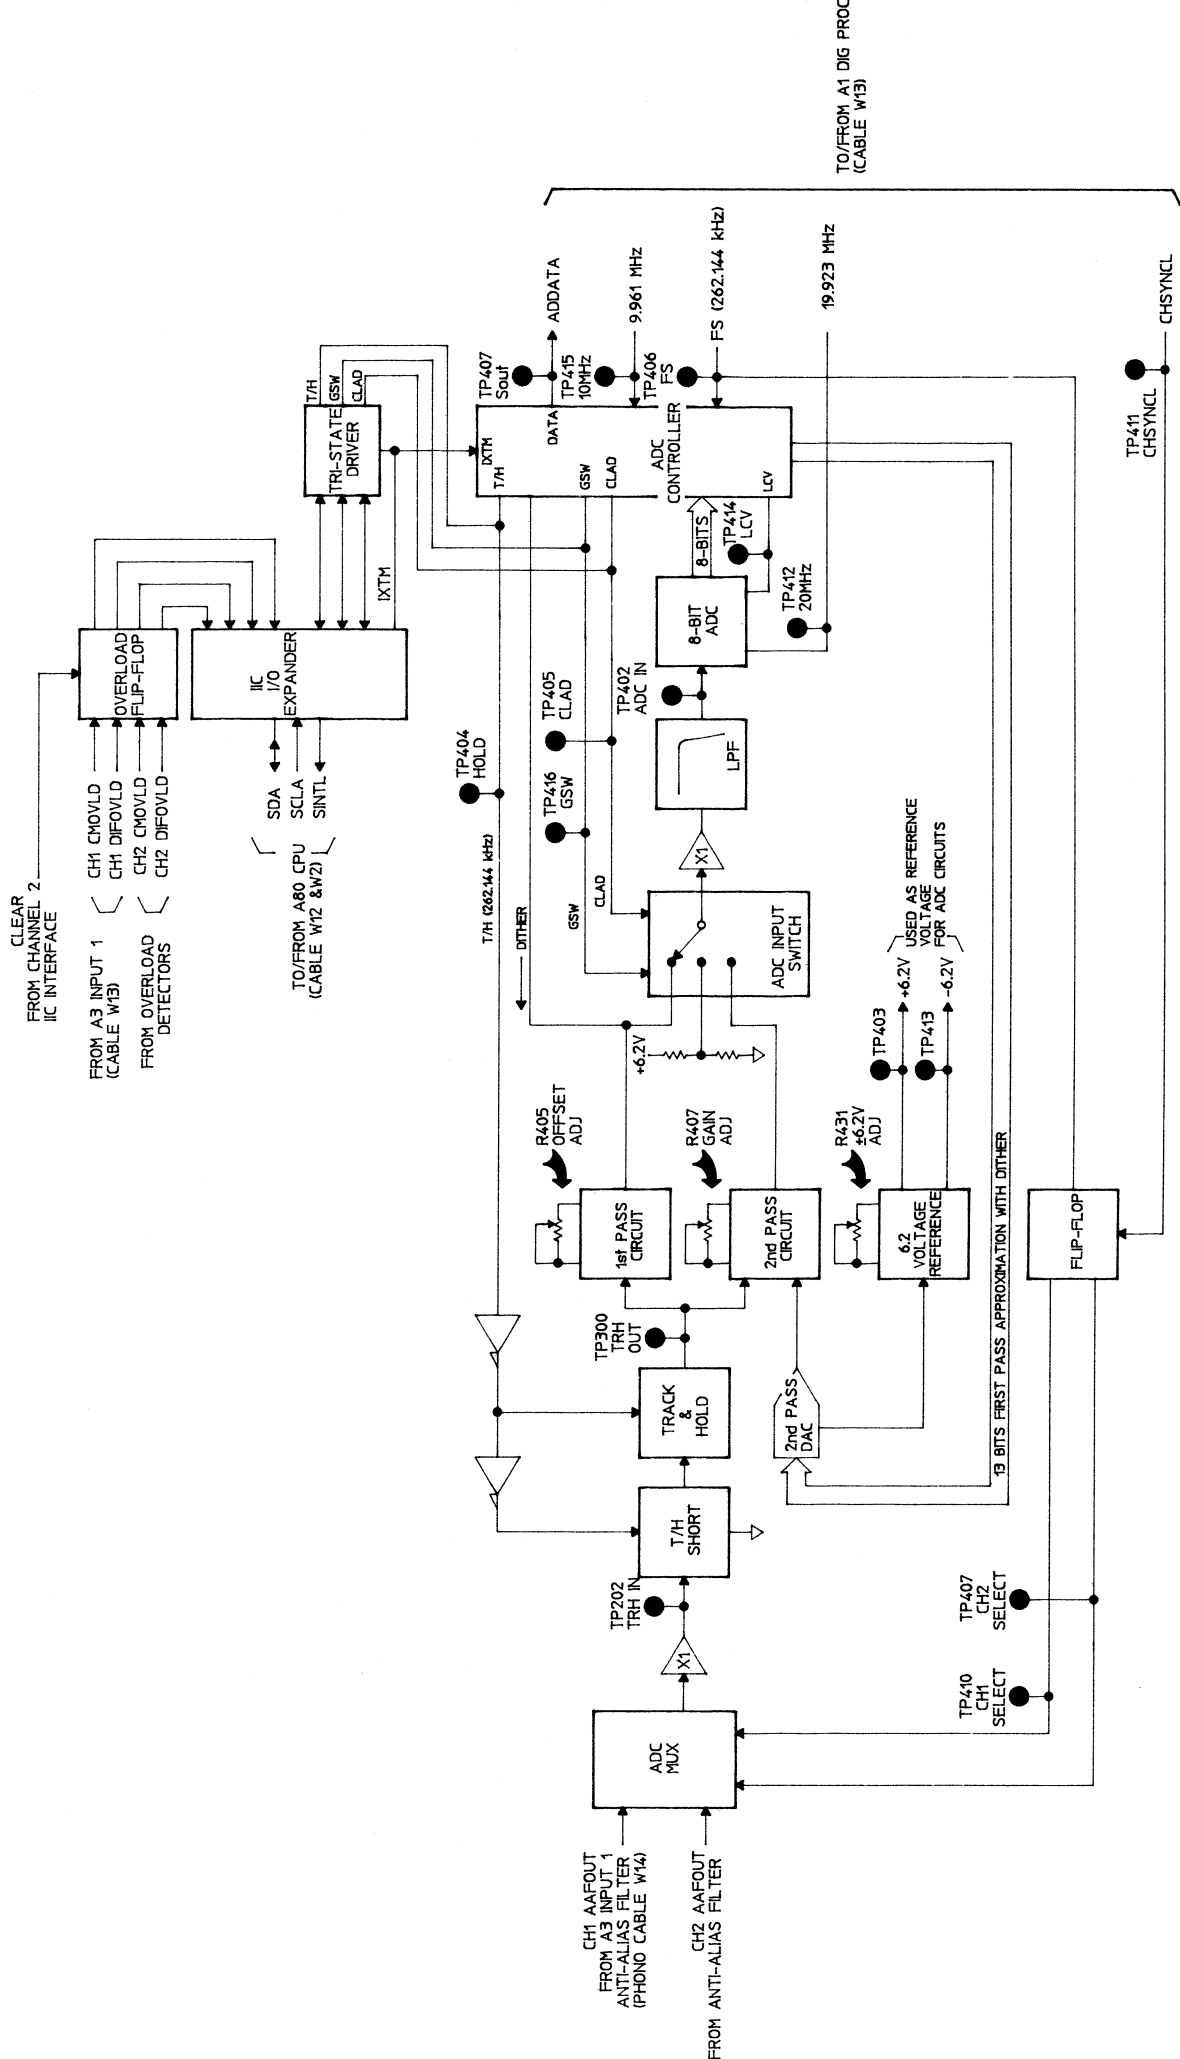 CLEAR
FROM CHANNEL 2
IIC INTERFACE
FROM A3 INPUT 1
(CABLE W13)
CH1 CMOVLD
CH1 DIFOVLD
FROM OVERLOAD
DETECTORS
CH2 CMOVLD
CH2 DIFOVLD
OVERLOAD
FLIP-FLOP
TO/FROM A80 CPU
(CABLE W12 &W2)
SDA
SCLA
SINTL
IIC
I/O
EXPANDER
IXTM
TRI-STATE
DRIVER
T/H
GSW
CLAD
TP404
HOLD
T/H (262.144 kHz)
DITHER
TP416
GSW
TP405
CLAD
GSW
CLAD
IXTM
T/H
DATA
GSW
CLAD
ADC
CONTROLLER
LCV
TP407
Sout
ADDATA
TP415
10MHz
9.961 MHz
TP406
FS
FS (262.144 kHz)
19.923 MHz
TO/FROM A1 DIG PROC
(CABLE W13)
CH1 AAFOUT
FROM A3 INPUT 1
ANTI-ALIAS FILTER
(PHONO CABLE W14)
CH2 AAFOUT
FROM ANTI-ALIAS FILTER
ADC
MUX
X1
TP202
TRH IN
T/H
SHORT
TRACK
&
HOLD
TP300
TRH
OUT
R405
OFFSET
ADJ
1st PASS
CIRCUIT
R407
GAIN
ADJ
2nd PASS
CIRCUIT
2nd PASS
DAC
+6.2V
ADC INPUT
SWITCH
X1
LPF
TP402
ADC IN
8-BIT
ADC
8-BITS
TP414
LCV
TP412
20MHz
R431
±6.2V
ADJ
6.2
VOLTAGE
REFERENCE
TP403
+6.2V
TP413
-6.2V
USED AS REFERENCE
VOLTAGE
FOR ADC CIRCUITS
13 BITS FIRST PASS APPROXIMATION WITH DITHER
TP410
CH1
SELECT
TP407
CH2
SELECT
FLIP-FLOP
TP411
CHSYNCL
CHSYNCL